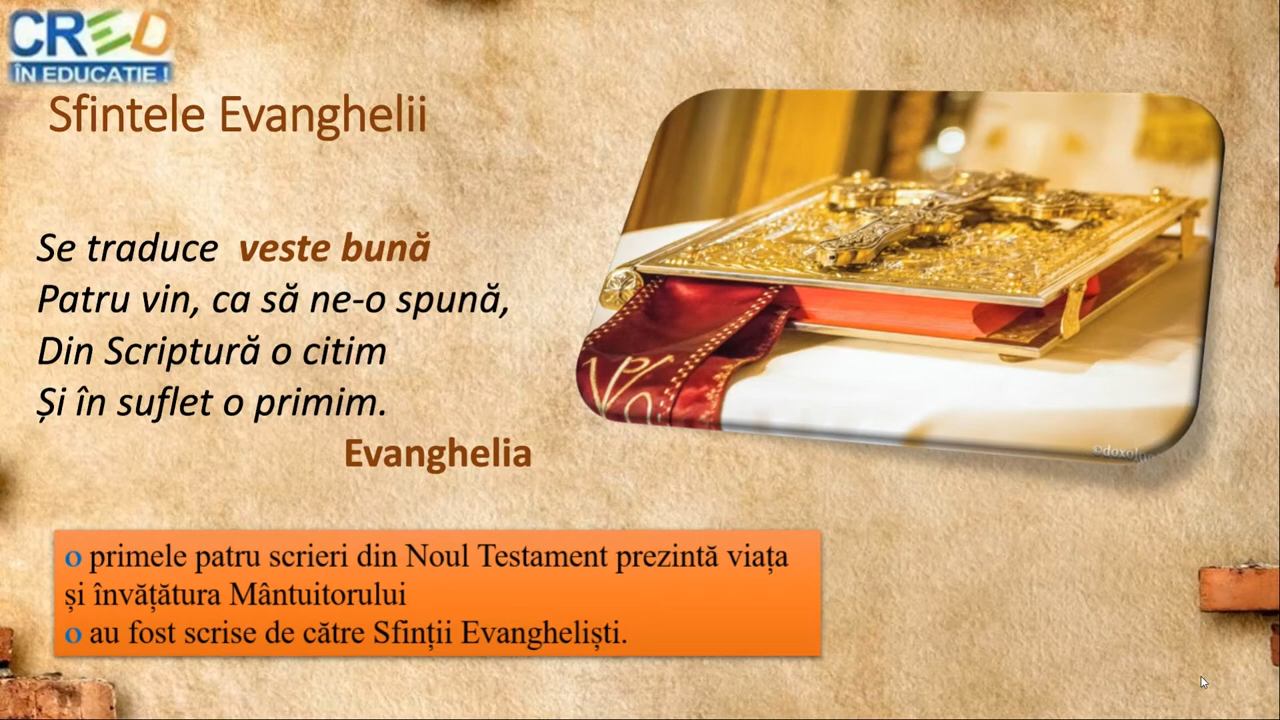 CRED
ÎN EDUCATIE !
Sfintele Evanghelii
Se traduce veste bună
Patru vin, ca să ne-o spună,
Din Scriptură o citim
Și în suflet o primim.
Evanghelia
o primele patru scrieri din Noul Testament prezintă viața
și învățătura Mântuitorului
o au fost scrise de către Sfinții Evangheliști.